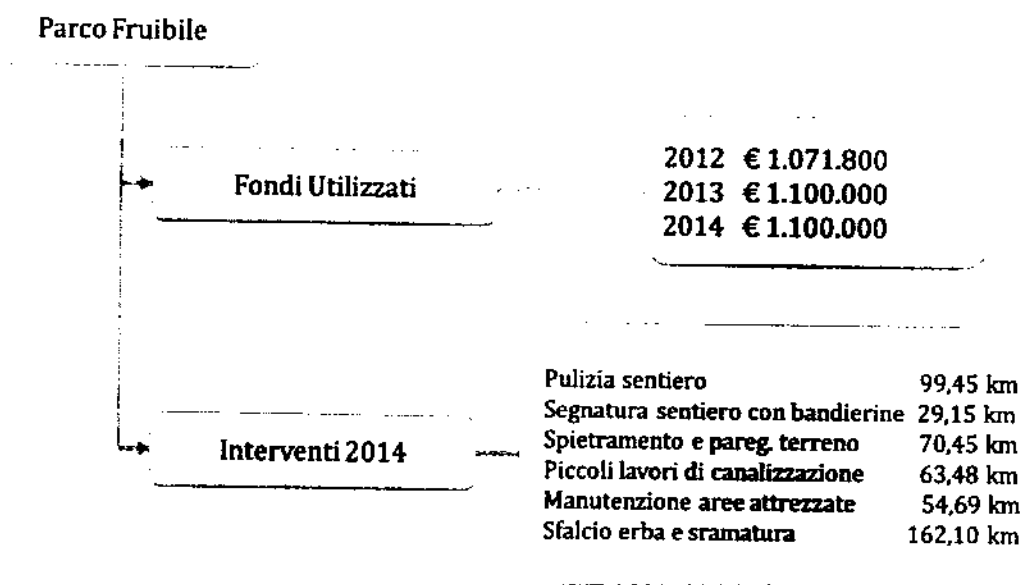 Parco Fruibile
Fondi Utilizzati
2012 € 1.071.800
2013 € 1.100.000
2014 € 1.100.000
Interventi 2014
Pulizia sentiero 99,45 km
Segnatura sentiero con bandierine 29,15 km
Spietramento e pareg. terreno 70,45 km
Piccoli lavori di canalizzazione 63,48 km
Manutenzione aree attrezzate 54,69 km
Sfalcio erba e sramatura 162,10 km